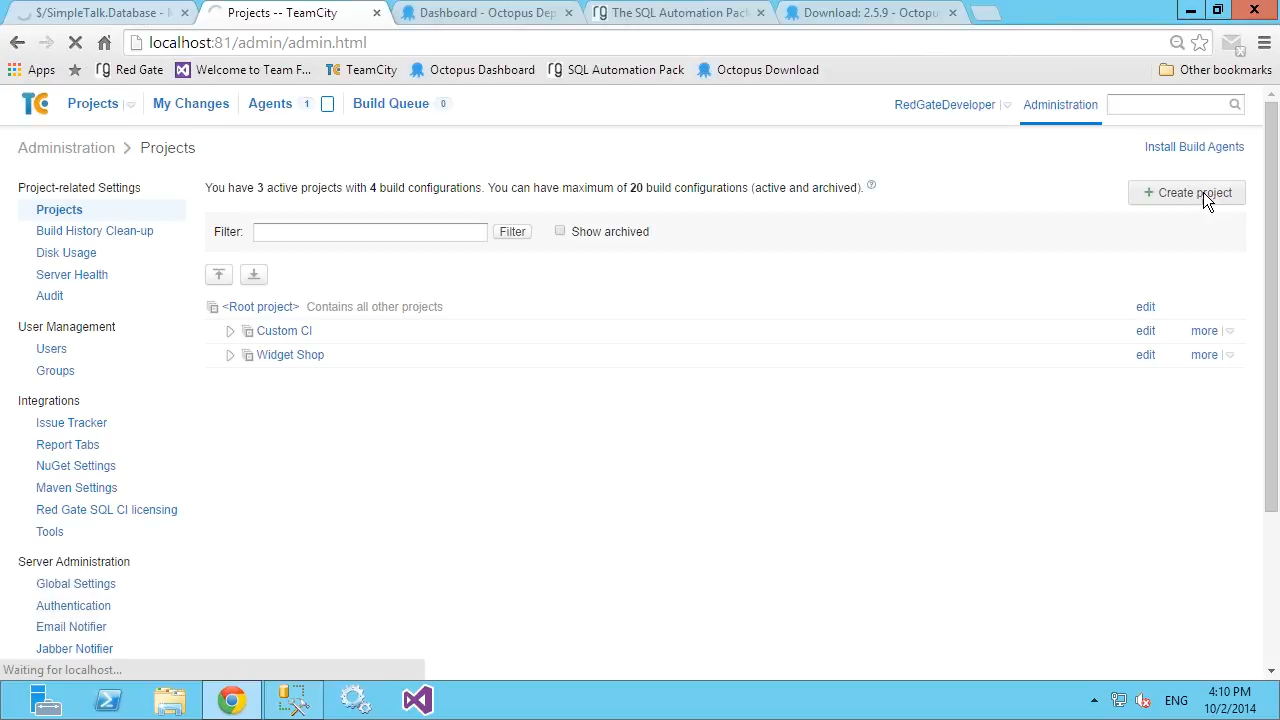 $/SimpleTalk.Database - M
Projects -- TeamCity
Dashboard - Octopus Dep
The SQL Automation Pack
Download: 2.5.9 - Octopu
localhost:81/admin/admin.html
Apps
Red Gate
Welcome to Team F...
TeamCity
Octopus Dashboard
SQL Automation Pack
Octopus Download
Other bookmarks
TC
Projects
My Changes
Agents 1
Build Queue 0
RedGateDeveloper
Administration
Administration > Projects
Install Build Agents
Project-related Settings
Projects
Build History Clean-up
Disk Usage
Server Health
Audit
User Management
Users
Groups
Integrations
Issue Tracker
Report Tabs
NuGet Settings
Maven Settings
Red Gate SQL CI licensing
Tools
Server Administration
Global Settings
Authentication
Email Notifier
Jabber Notifier
You have 3 active projects with 4 build configurations. You can have maximum of 20 build configurations (active and archived).
+ Create project
Filter:
Filter
Show archived
<Root project> Contains all other projects
edit
Custom CI
edit
more
Widget Shop
edit
more
Waiting for localhost...
ENG
4:10 PM
10/2/2014